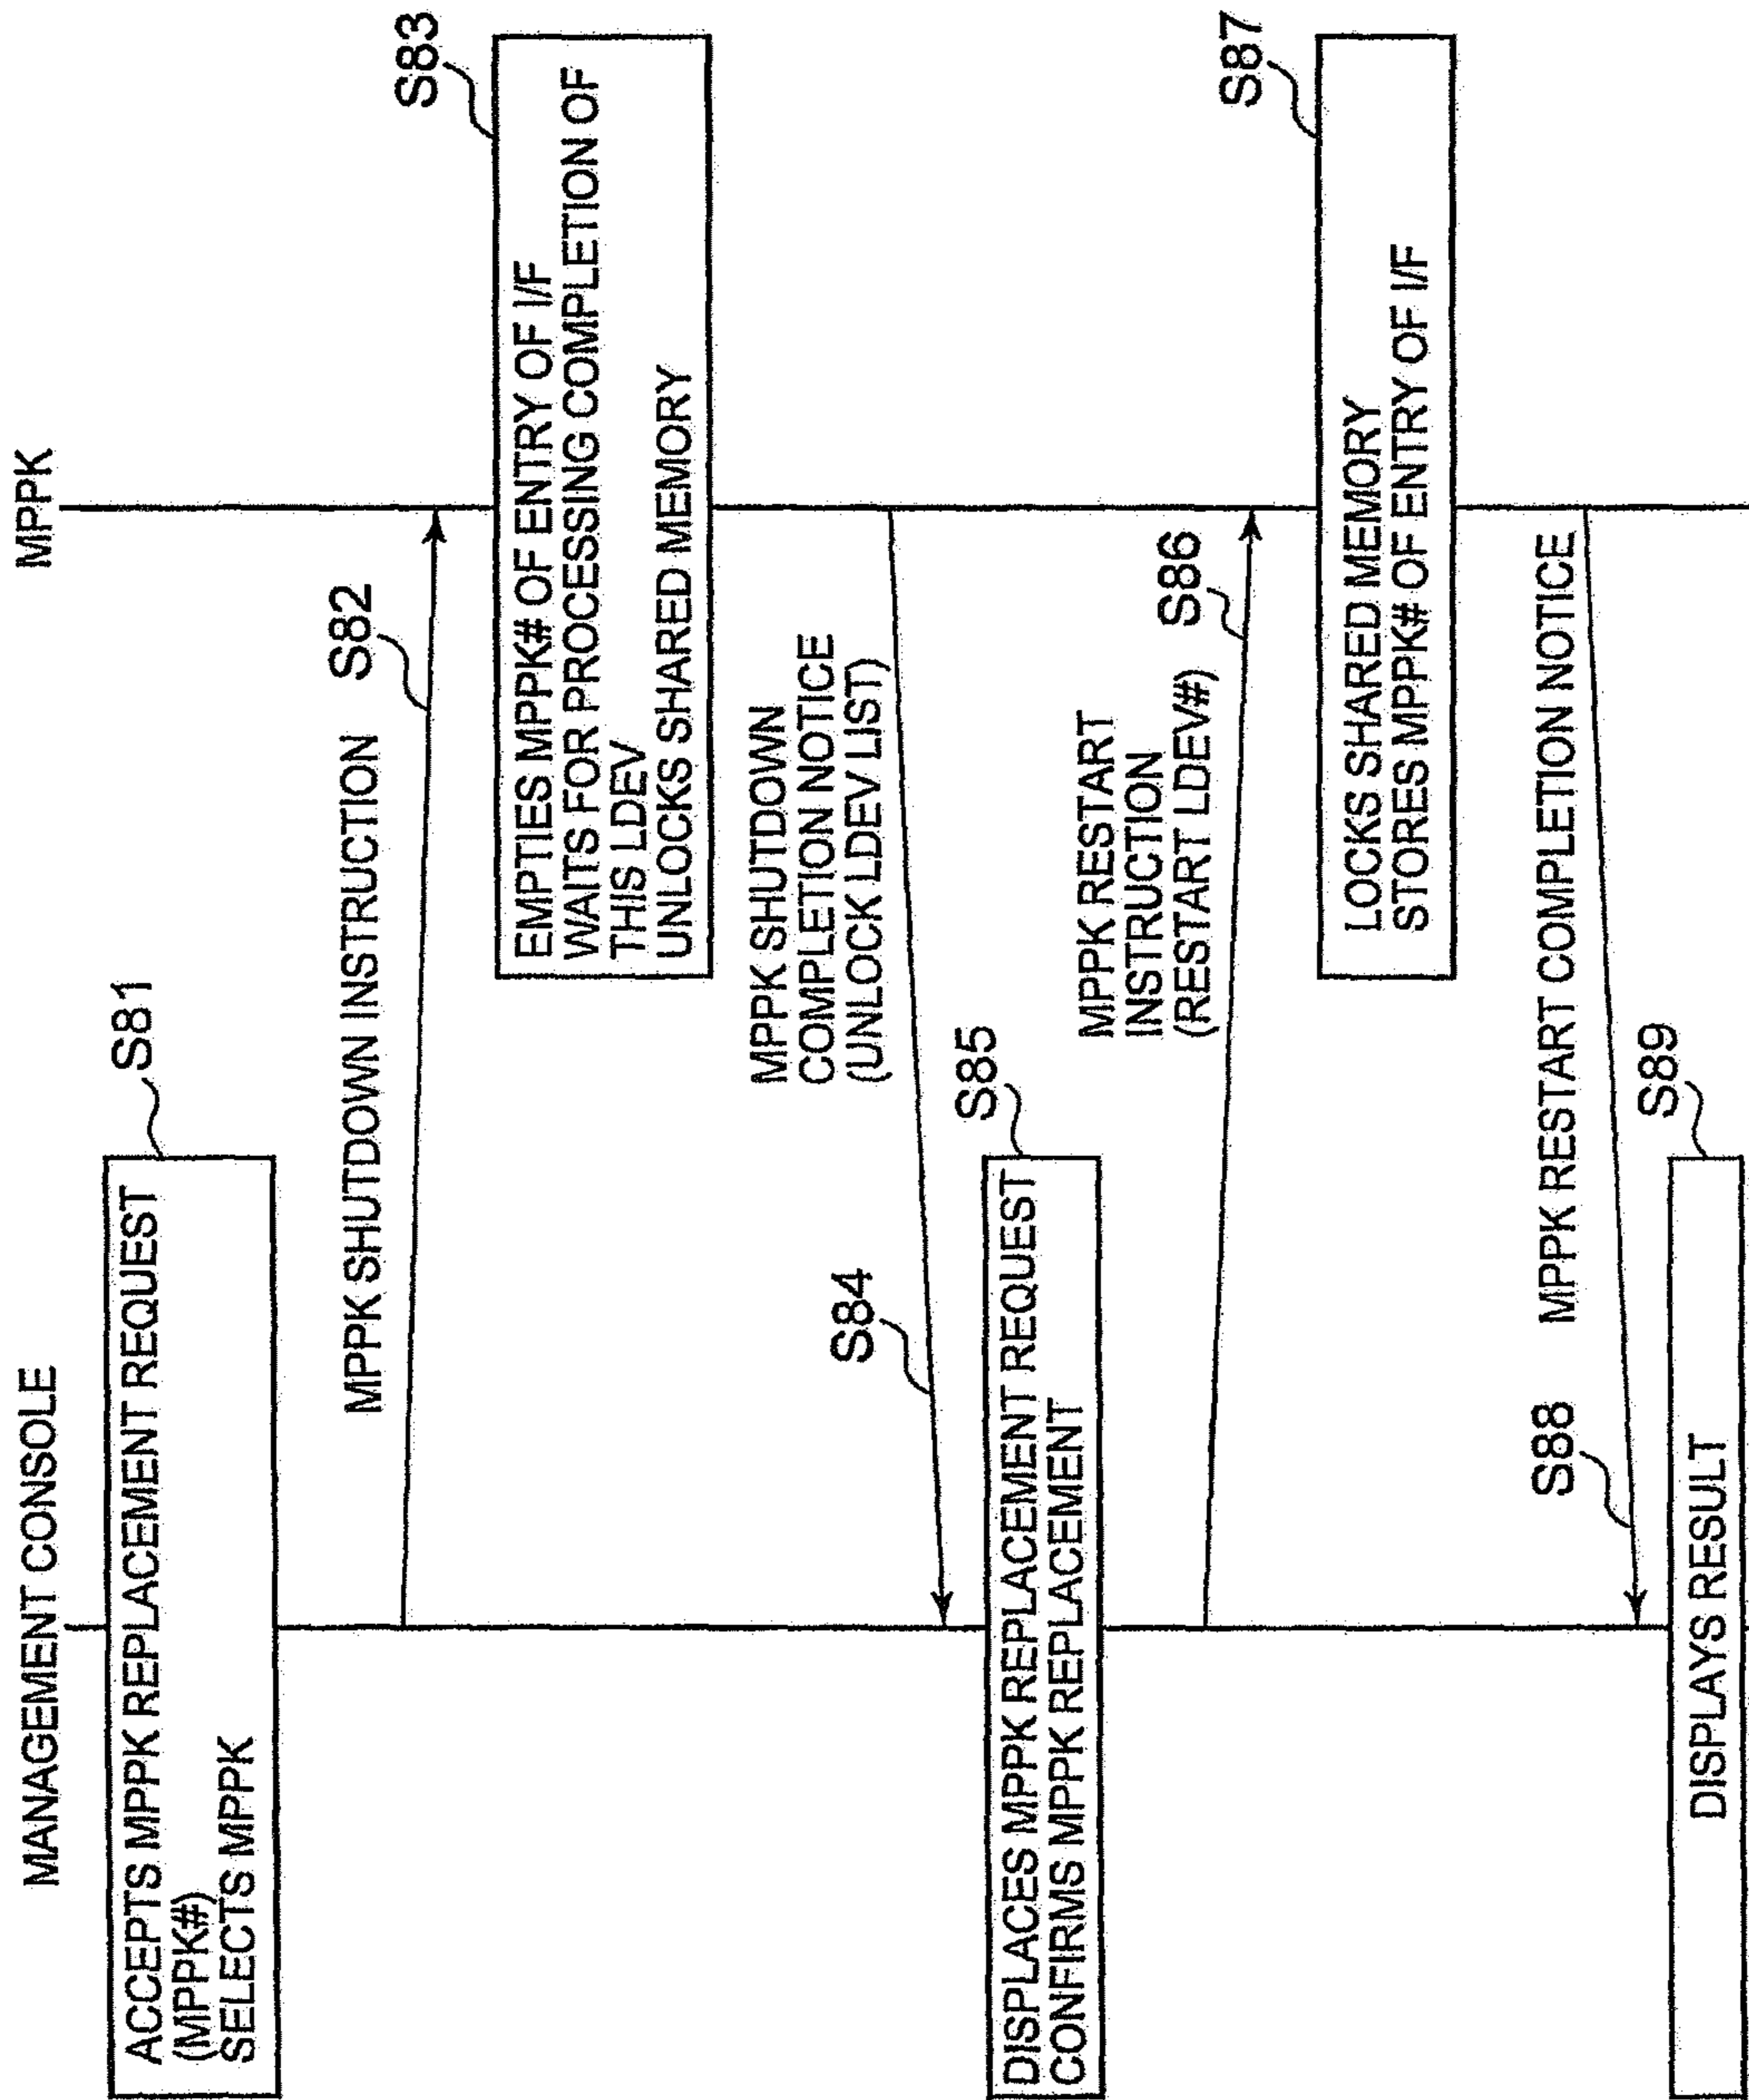 MANAGEMENT CONSOLE
MPPK
S81
ACCEPTS MPPK REPLACEMENT REQUEST
(MPPK#)
SELECTS MPPK
MPPK SHUTDOWN INSTRUCTION
S82
S83
EMPTIES MPPK# OF ENTRY OF I/F
WAITS FOR PROCESSING COMPLETION OF
THIS LDEV
UNLOCKS SHARED MEMORY
MPPK SHUTDOWN
COMPLETION NOTICE
(UNLOCK LDEV LIST)
S84
S85
DISPLACES MPPK REPLACEMENT REQUEST
CONFIRMS MPPK REPLACEMENT
MPPK RESTART
INSTRUCTION
(RESTART LDEV#)
S86
S87
LOCKS SHARED MEMORY
STORES MPPK# OF ENTRY OF I/F
MPPK RESTART COMPLETION NOTICE
S88
S89
DISPLAYS RESULT